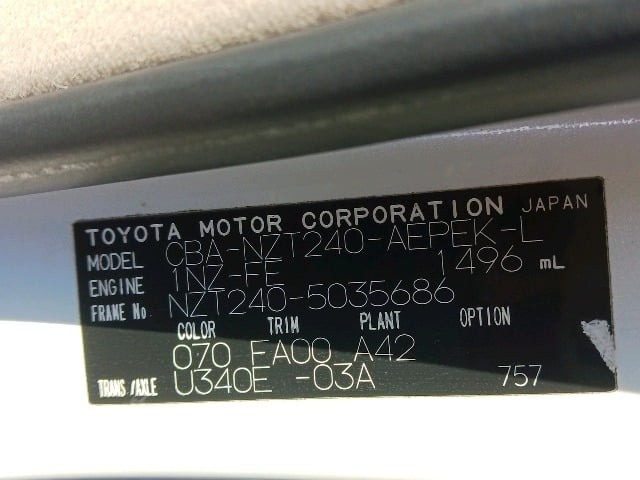 TOYOTA MOTOR CORPORATION JAPAN
MODEL CBA-NZT240-AEPEK-L
ENGINE 1NZ-FE 1496 mL
FRAME No NZT240-5035686
COLOR TRIM PLANT OPTION
070 FA00 A42
TRANS/AXLE U340E -03A 757